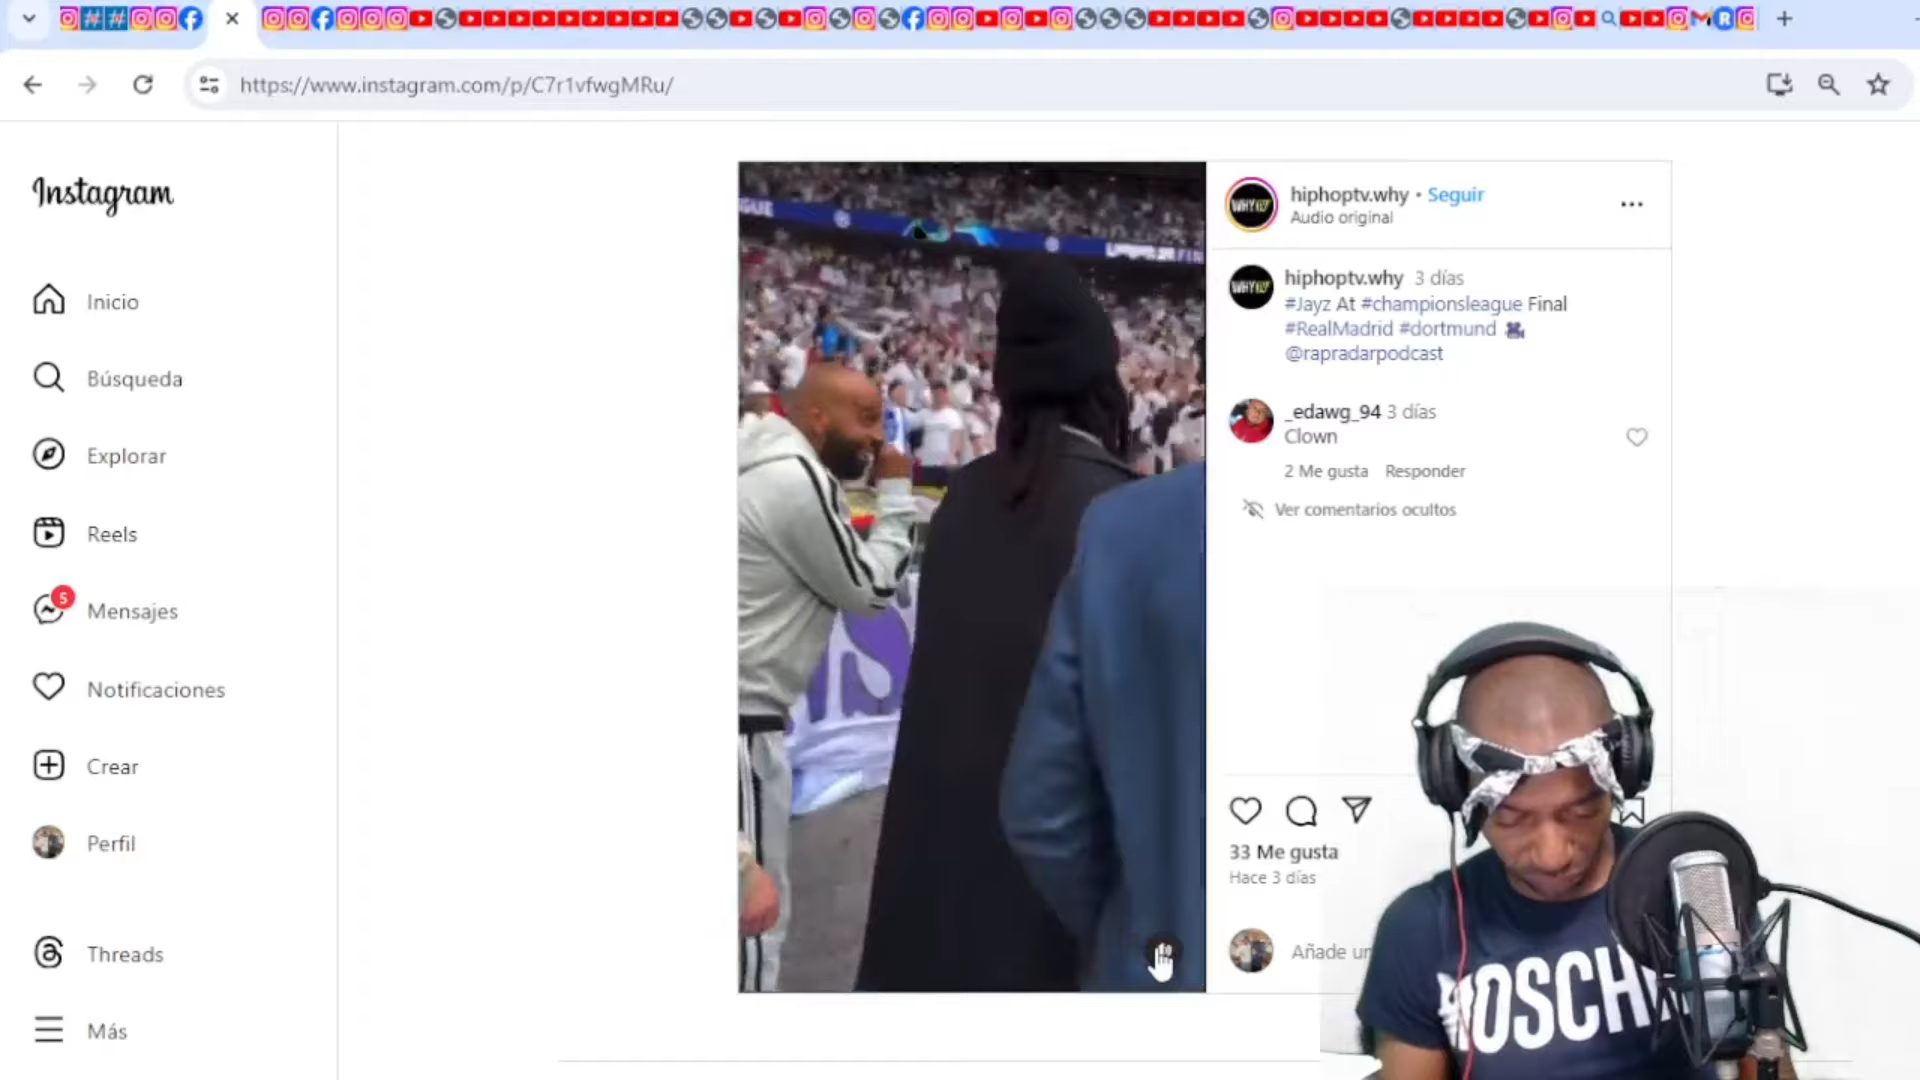 https://www.instagram.com/p/C7r1vfwgMRu/
Instagram
Inicio
Búsqueda
Explorar
Reels
5
Mensajes
Notificaciones
Crear
Perfil
Threads
Más
GUE
hiphoptv.why • Seguir
Audio original
hiphoptv.why 3 días
#Jayz At #championsleague Final
#RealMadrid #dortmund
@rapradarpodcast
_edawg_94 3 días
Clown
2 Me gusta Responder
Ver comentarios ocultos
33 Me gusta
Hace 3 días
Añade un
MOSCH